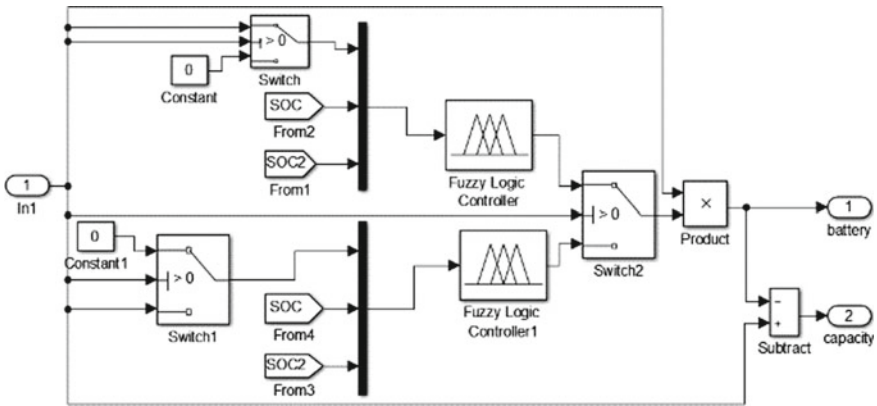 > 0
Switch
0
Constant
SOC
From2
SOC2
From1
Fuzzy Logic
Controller
1
In1
> 0
Switch2
×
Product
1
battery
0
Constant1
> 0
Switch1
SOC
From4
SOC2
From3
Fuzzy Logic
Controller1
−
+
Subtract
2
capacity